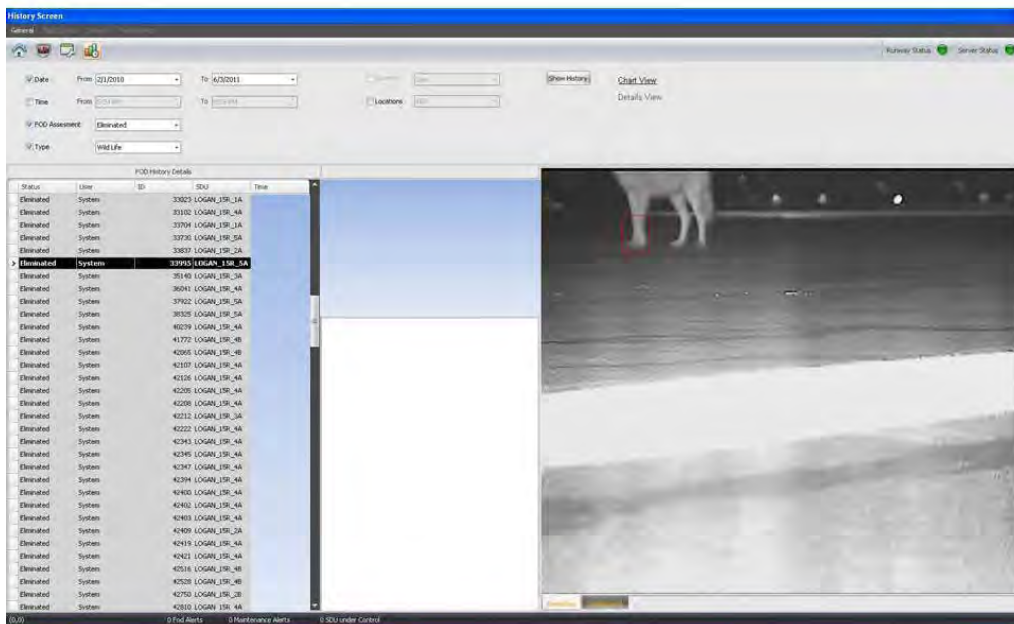 History Screen
General
Runway Status Server Status
Date From 2/1/2010 To 6/3/2011 Show History Chart View
Time From To Locations Details View
FOD Assesment Eliminated
Type Wild Life
FOD History Details
Status User ID SDU Time
Eliminated System 33023 LOGAN_15R_1A
Eliminated System 33102 LOGAN_15R_4A
Eliminated System 33704 LOGAN_15R_1A
Eliminated System 33730 LOGAN_15R_5A
Eliminated System 33837 LOGAN_15R_2A
Eliminated System 33995 LOGAN_15R_5A
Eliminated System 35140 LOGAN_15R_3A
Eliminated System 36041 LOGAN_15R_4A
Eliminated System 37922 LOGAN_15R_5A
Eliminated System 38325 LOGAN_15R_5A
Eliminated System 40239 LOGAN_15R_4A
Eliminated System 41772 LOGAN_15R_4B
Eliminated System 42065 LOGAN_15R_4B
Eliminated System 42107 LOGAN_15R_4A
Eliminated System 42126 LOGAN_15R_4A
Eliminated System 42205 LOGAN_15R_4A
Eliminated System 42208 LOGAN_15R_4A
Eliminated System 42212 LOGAN_15R_3A
Eliminated System 42222 LOGAN_15R_4A
Eliminated System 42343 LOGAN_15R_4A
Eliminated System 42345 LOGAN_15R_4A
Eliminated System 42347 LOGAN_15R_4A
Eliminated System 42394 LOGAN_15R_4A
Eliminated System 42400 LOGAN_15R_4A
Eliminated System 42402 LOGAN_15R_4A
Eliminated System 42403 LOGAN_15R_4A
Eliminated System 42409 LOGAN_15R_2A
Eliminated System 42419 LOGAN_15R_4A
Eliminated System 42421 LOGAN_15R_4A
Eliminated System 42516 LOGAN_15R_4B
Eliminated System 42528 LOGAN_15R_4B
Eliminated System 42750 LOGAN_15R_2B
Eliminated System 42810 LOGAN_15R_4A
(0,0) 0 Fod Alerts 0 Maintenance Alerts 0 SDU under Control